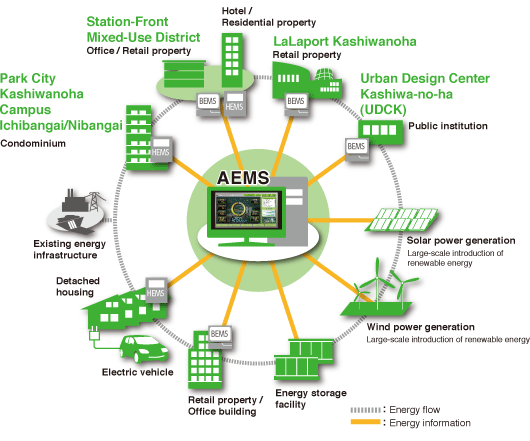 Hotel /
Residential property
Station-Front
Mixed-Use District
Office / Retail property
LaLaport Kashiwanoha
Retail property
Park City
Kashiwanoha
Campus
Ichibangai/Nibangai
Condominium
Urban Design Center
Kashiwa-no-ha
(UDCK)
Public institution
BEMS
HEMS
BEMS
BEMS
HEMS
AEMS
Existing energy
infrastructure
Solar power generation
Large-scale introduction of
renewable energy
Detached
housing
HEMS
Wind power generation
Large-scale introduction of renewable energy
BEMS
Electric vehicle
Retail property /
Office building
Energy storage
facility
: Energy flow
: Energy information